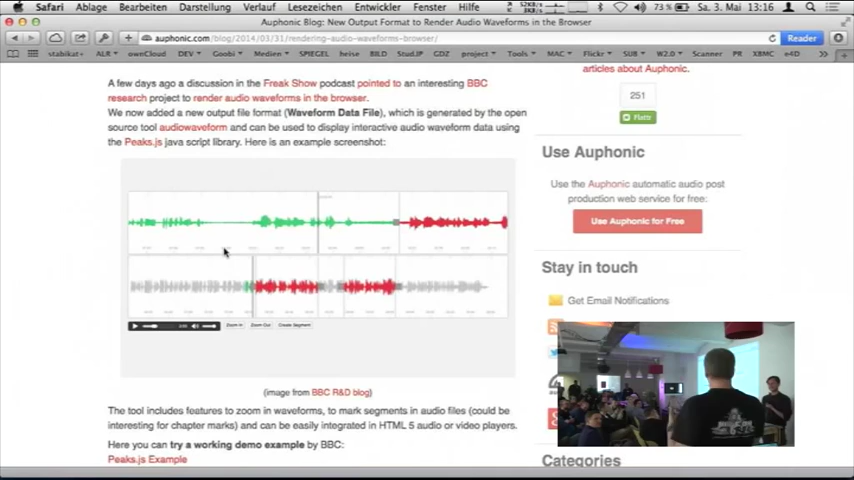 Safari Ablage Bearbeiten Darstellung Verlauf Lesezeichen Entwickler Fenster Hilfe 73 % Sa. 3. Mai 13:16
Auphonic Blog: New Output Format to Render Audio Waveforms in the Browser
auphonic.com/blog/2014/03/31/rendering-audio-waveforms-browser/ Reader
stabikat+ ALR ownCloud DEV Goobi Medien SPIEGEL heise BILD StudIP GDZ project Tools MAC Flickr SUB W2.0 Scanner PR XBMC e4D
A few days ago a discussion in the Freak Show podcast pointed to an interesting BBC
research project to render audio waveforms in the browser.
We now added a new output file format (Waveform Data File), which is generated by the open
source tool audiowaveform and can be used to display interactive audio waveform data using
the Peaks.js java script library. Here is an example screenshot:
Zoom In Zoom Out Create Segment
(image from BBC R&D blog)
The tool includes features to zoom in waveforms, to mark segments in audio files (could be
interesting for chapter marks) and can be easily integrated in HTML 5 audio or video players.
Here you can try a working demo example by BBC:
Peaks.js Example
articles about Auphonic.
251
Flattr
Use Auphonic
Use the Auphonic automatic audio post
production web service for free:
Use Auphonic for Free
Stay in touch
Get Email Notifications
Categories